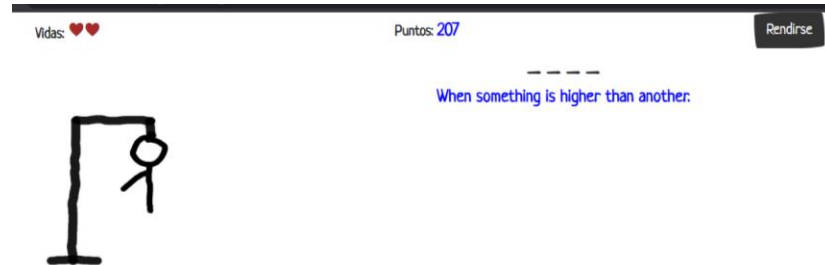 Vidas: ❤❤
Puntos: 207
Rendirse
_ _ _ _
When something is higher than another.